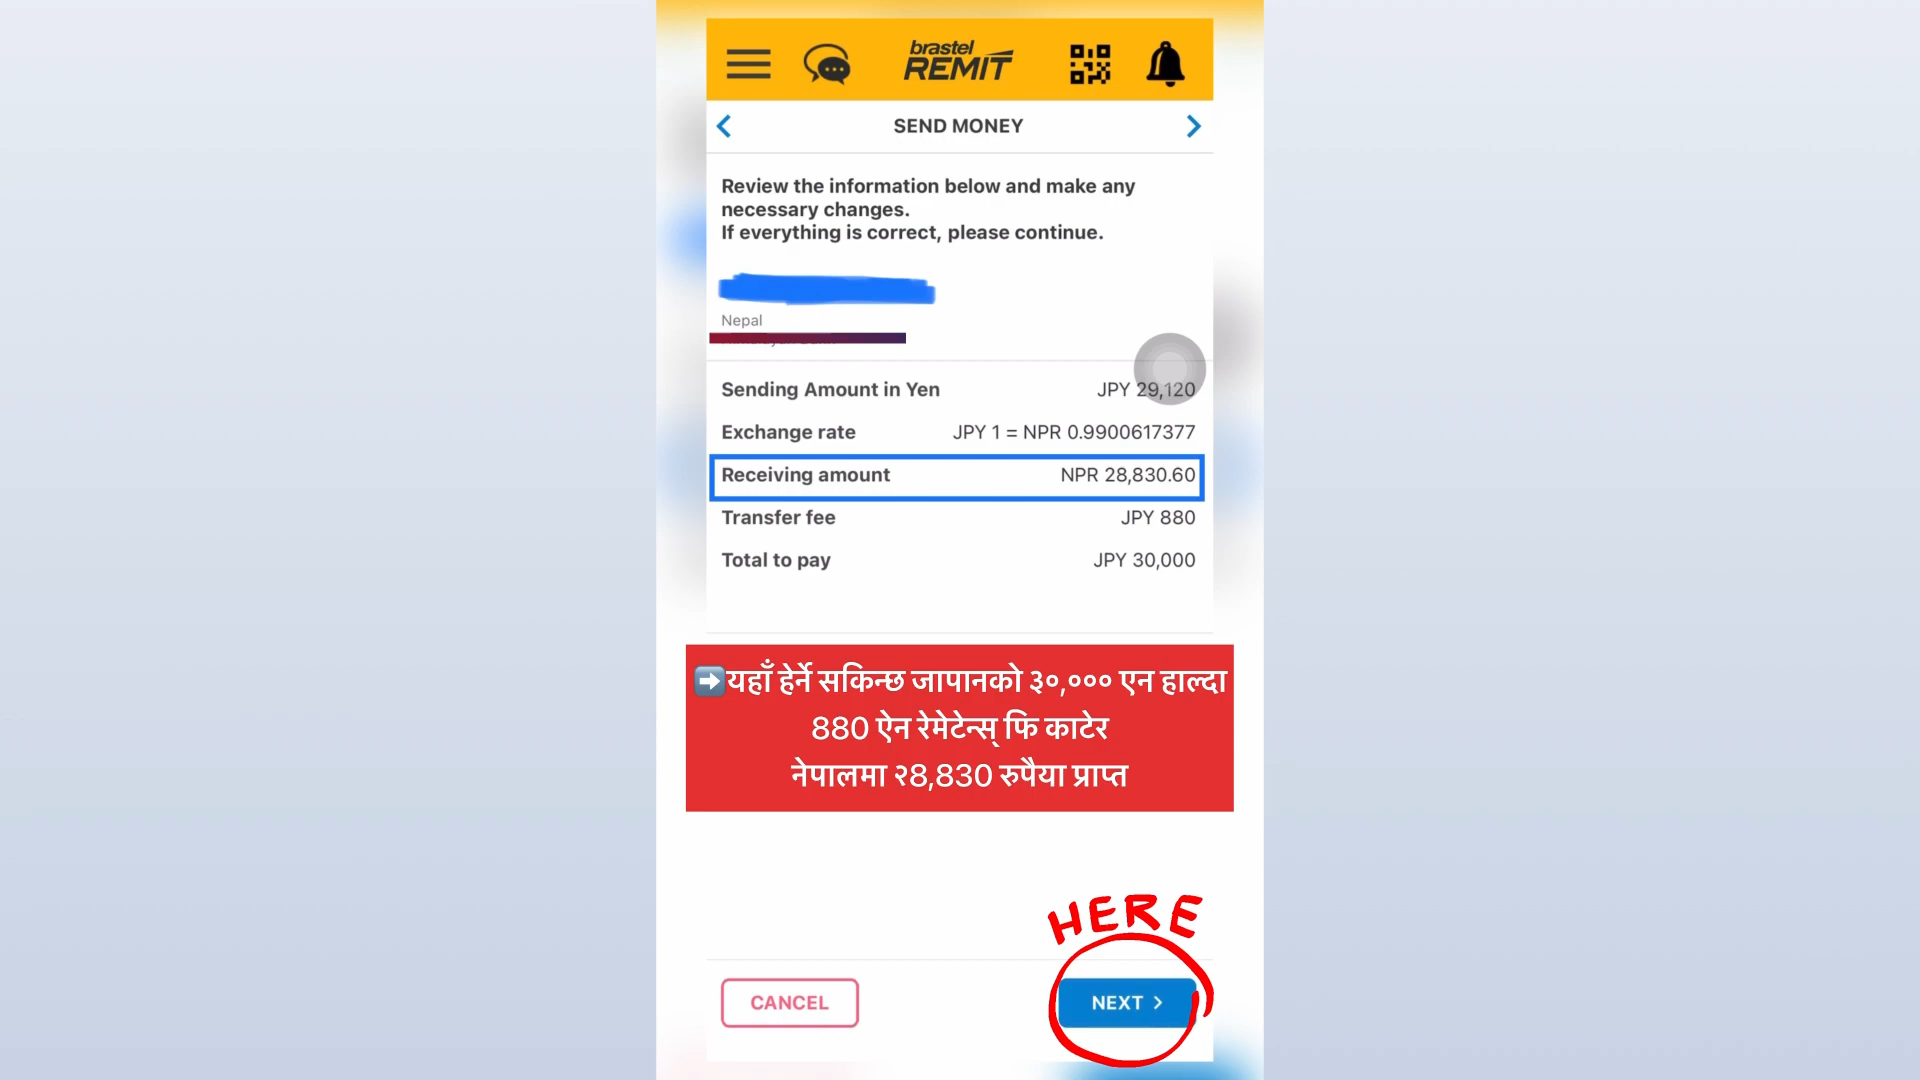 brastel
REMIT
SEND MONEY
Review the information below and make any
necessary changes.
If everything is correct, please continue.
Nepal
Sending Amount in Yen JPY 29,120
Exchange rate JPY 1 = NPR 0.9900617377
Receiving amount NPR 28,830.60
Transfer fee JPY 880
Total to pay JPY 30,000
➡️यहाँ हेर्ने सकिन्छ जापानको ३०,००० एन हाल्दा
880 ऐन रेमेटेन्स् फि काटेर
नेपालमा २8,830 रुपैया प्राप्त
HERE
CANCEL NEXT >